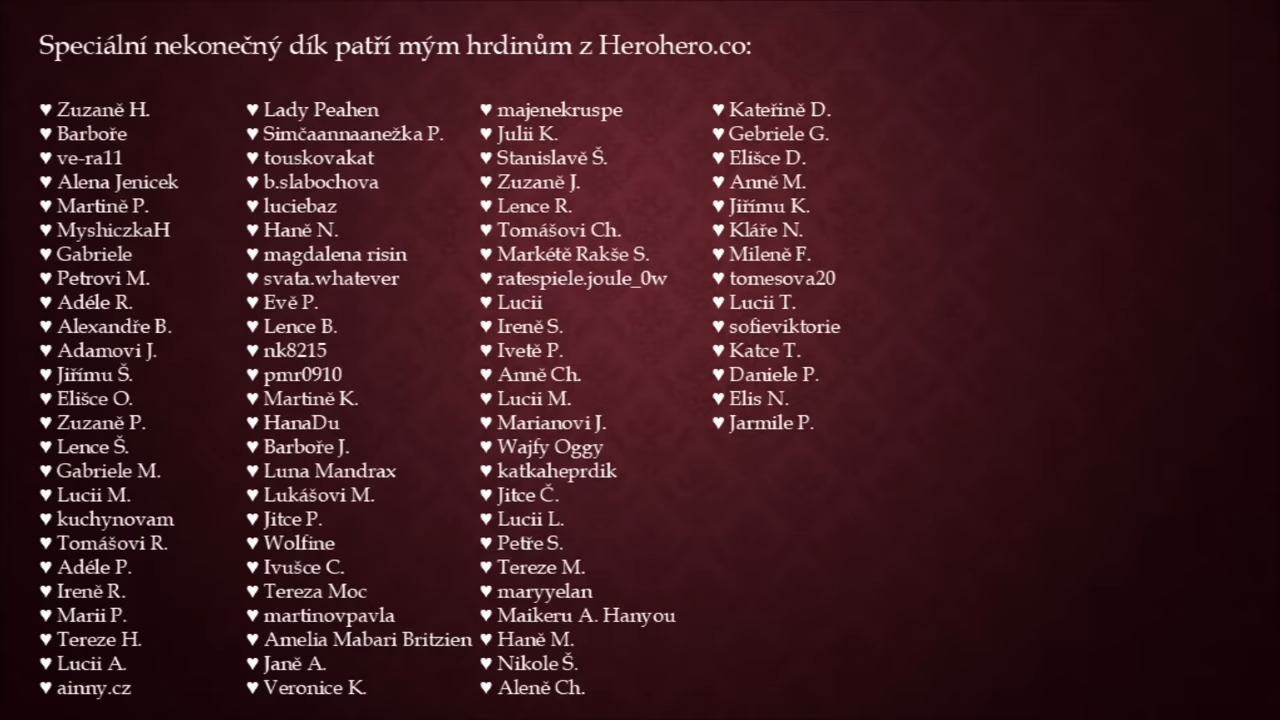 Speciální nekonečný dík patří mým hrdinům z Herohero.co:
♥ Zuzaně H.
♥ Barboře
♥ ve-ra11
♥ Alena Jenicek
♥ Martině P.
♥ MyshiczkaH
♥ Gabriele
♥ Petrovi M.
♥ Adéle R.
♥ Alexandře B.
♥ Adamovi J.
♥ Jiřímu Š.
♥ Elišce O.
♥ Zuzaně P.
♥ Lence Š.
♥ Gabriele M.
♥ Lucii M.
♥ kuchynovam
♥ Tomášovi R.
♥ Adéle P.
♥ Ireně R.
♥ Marii P.
♥ Tereze H.
♥ Lucii A.
♥ ainny.cz
♥ Lady Peahen
♥ Simčaannaanežka P.
♥ touskovakat
♥ b.slabochova
♥ luciebaz
♥ Haně N.
♥ magdalena risin
♥ svata.whatever
♥ Evě P.
♥ Lence B.
♥ nk8215
♥ pmr0910
♥ Martině K.
♥ HanaDu
♥ Barboře J.
♥ Luna Mandrax
♥ Lukášovi M.
♥ Jitce P.
♥ Wolfine
♥ Ivušce C.
♥ Tereza Moc
♥ martinovpavla
♥ Amelia Mabari Britzien
♥ Janě A.
♥ Veronice K.
♥ majenekruspe
♥ Julii K.
♥ Stanislavě Š.
♥ Zuzaně J.
♥ Lence R.
♥ Tomášovi Ch.
♥ Markétě Rakše S.
♥ ratespiele.joule_0w
♥ Lucii
♥ Ireně S.
♥ Ivetě P.
♥ Anně Ch.
♥ Lucii M.
♥ Marianovi J.
♥ Wajfy Oggy
♥ katkaheprdik
♥ Jitce Č.
♥ Lucii L.
♥ Petře S.
♥ Tereze M.
♥ maryyelan
♥ Maikeru A. Hanyou
♥ Haně M.
♥ Nikole Š.
♥ Aleně Ch.
♥ Kateřině D.
♥ Gebriele G.
♥ Elišce D.
♥ Anně M.
♥ Jiřímu K.
♥ Kláře N.
♥ Mileně F.
♥ tomesova20
♥ Lucii T.
♥ sofieviktorie
♥ Katce T.
♥ Daniele P.
♥ Elis N.
♥ Jarmile P.